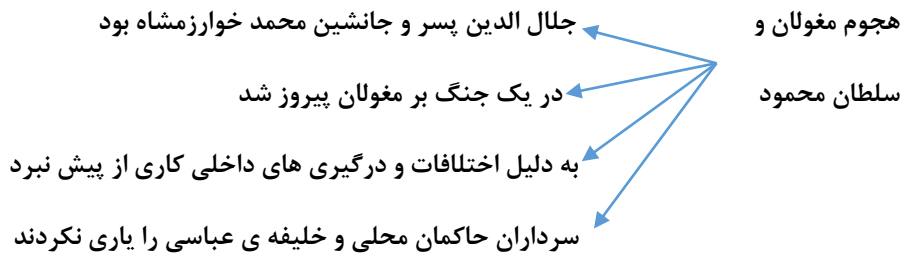 هجوم مغولان و
سلطان محمود
جلال الدین پسر و جانشین محمد خوارزمشاه بود
در یک جنگ بر مغولان پیروز شد
به دلیل اختلافات و درگیری های داخلی کاری از پیش نبرد
سرداران حاکمان محلی و خلیفه ی عباسی را یاری نکردند